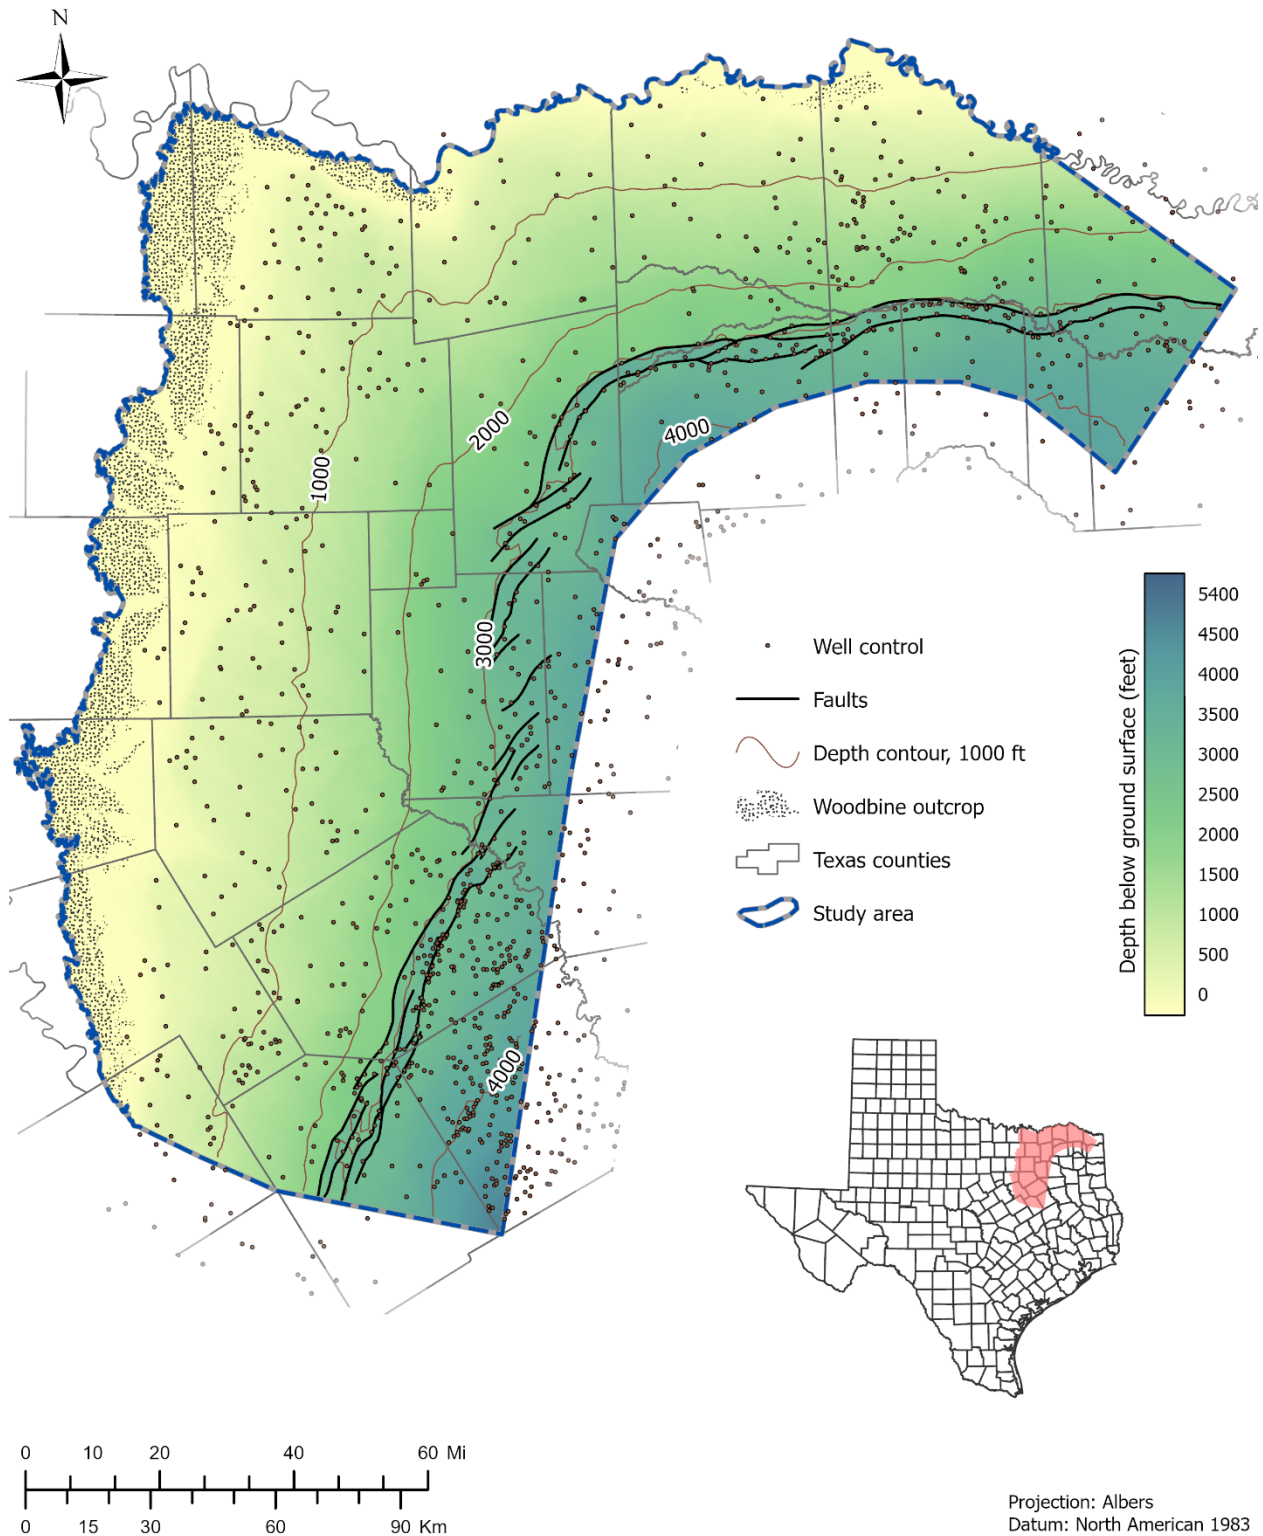 N
1000
2000
4000
3000
4000
Well control
Faults
Depth contour, 1000 ft
Woodbine outcrop
Texas counties
Study area
Depth below ground surface (feet)
5400
4500
4000
3500
3000
2500
2000
1500
1000
500
0
0 10 20 40 60 Mi
0 15 30 60 90 Km
Projection: Albers
Datum: North American 1983